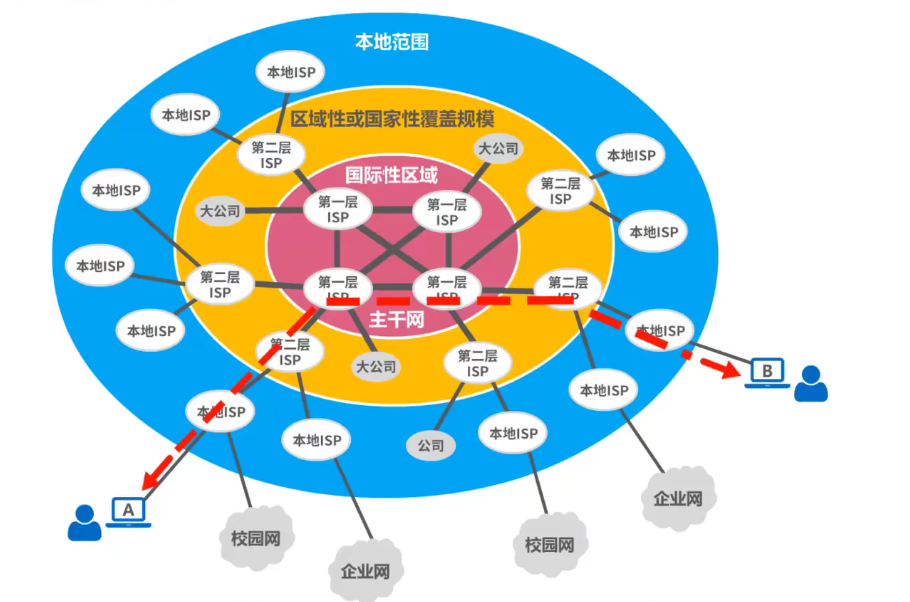 本地范围
本地ISP
本地ISP
区域性或国家性覆盖规模
第二层
ISP
大公司
本地ISP
国际性区域
本地ISP
第二层
ISP
大公司
第一层
ISP
第一层
ISP
本地ISP
本地ISP
第二层
ISP
第一层
ISP
第一层
ISP
第二层
ISP
本地ISP
主干网
本地ISP
第二层
ISP
大公司
第二层
ISP
B
本地ISP
本地ISP
本地ISP
公司
本地ISP
A
企业网
校园网
校园网
企业网